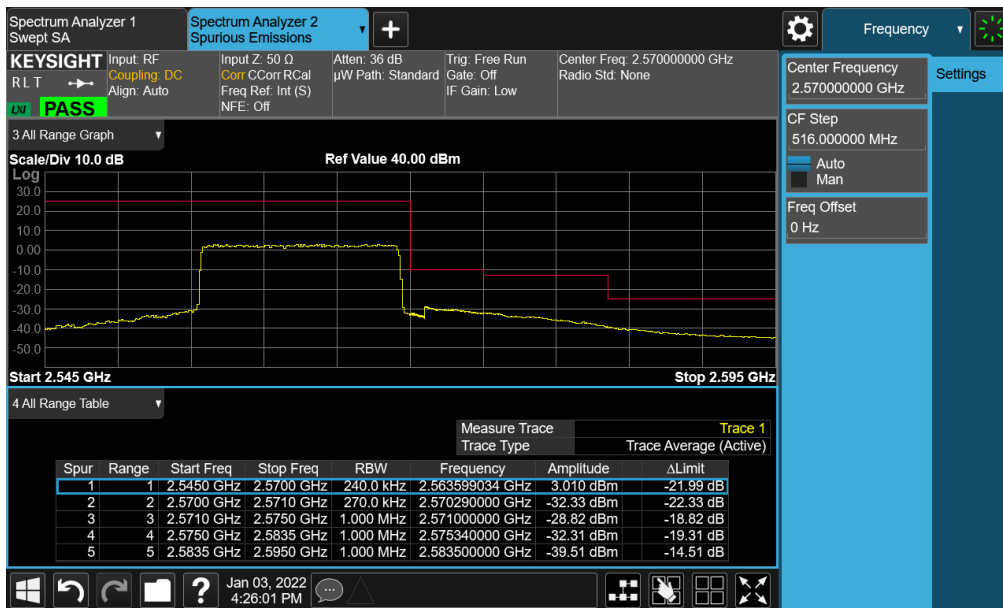 Spectrum Analyzer 1
Swept SA
Spectrum Analyzer 2
Spurious Emissions
Frequency
KEYSIGHT
R L T
LXI PASS
Input: RF
Coupling: DC
Align: Auto
Input Z: 50 Ω
Corr CCorr RCal
Freq Ref: Int (S)
NFE: Off
Atten: 36 dB
µW Path: Standard
Trig: Free Run
Gate: Off
IF Gain: Low
Center Freq: 2.570000000 GHz
Radio Std: None
Center Frequency
2.570000000 GHz
Settings
CF Step
516.000000 MHz
Auto
Man
Freq Offset
0 Hz
3 All Range Graph
Scale/Div 10.0 dB
Ref Value 40.00 dBm
Log
30.0
20.0
10.0
0.00
-10.0
-20.0
-30.0
-40.0
-50.0
Start 2.545 GHz
Stop 2.595 GHz
4 All Range Table
Measure Trace Trace 1
Trace Type Trace Average (Active)
Spur Range Start Freq Stop Freq RBW Frequency Amplitude ΔLimit
1 1 2.5450 GHz 2.5700 GHz 240.0 kHz 2.563599034 GHz 3.010 dBm -21.99 dB
2 2 2.5700 GHz 2.5710 GHz 270.0 kHz 2.570290000 GHz -32.33 dBm -22.33 dB
3 3 2.5710 GHz 2.5750 GHz 1.000 MHz 2.571000000 GHz -28.82 dBm -18.82 dB
4 4 2.5750 GHz 2.5835 GHz 1.000 MHz 2.575340000 GHz -32.31 dBm -19.31 dB
5 5 2.5835 GHz 2.5950 GHz 1.000 MHz 2.583500000 GHz -39.51 dBm -14.51 dB
Jan 03, 2022
4:26:01 PM